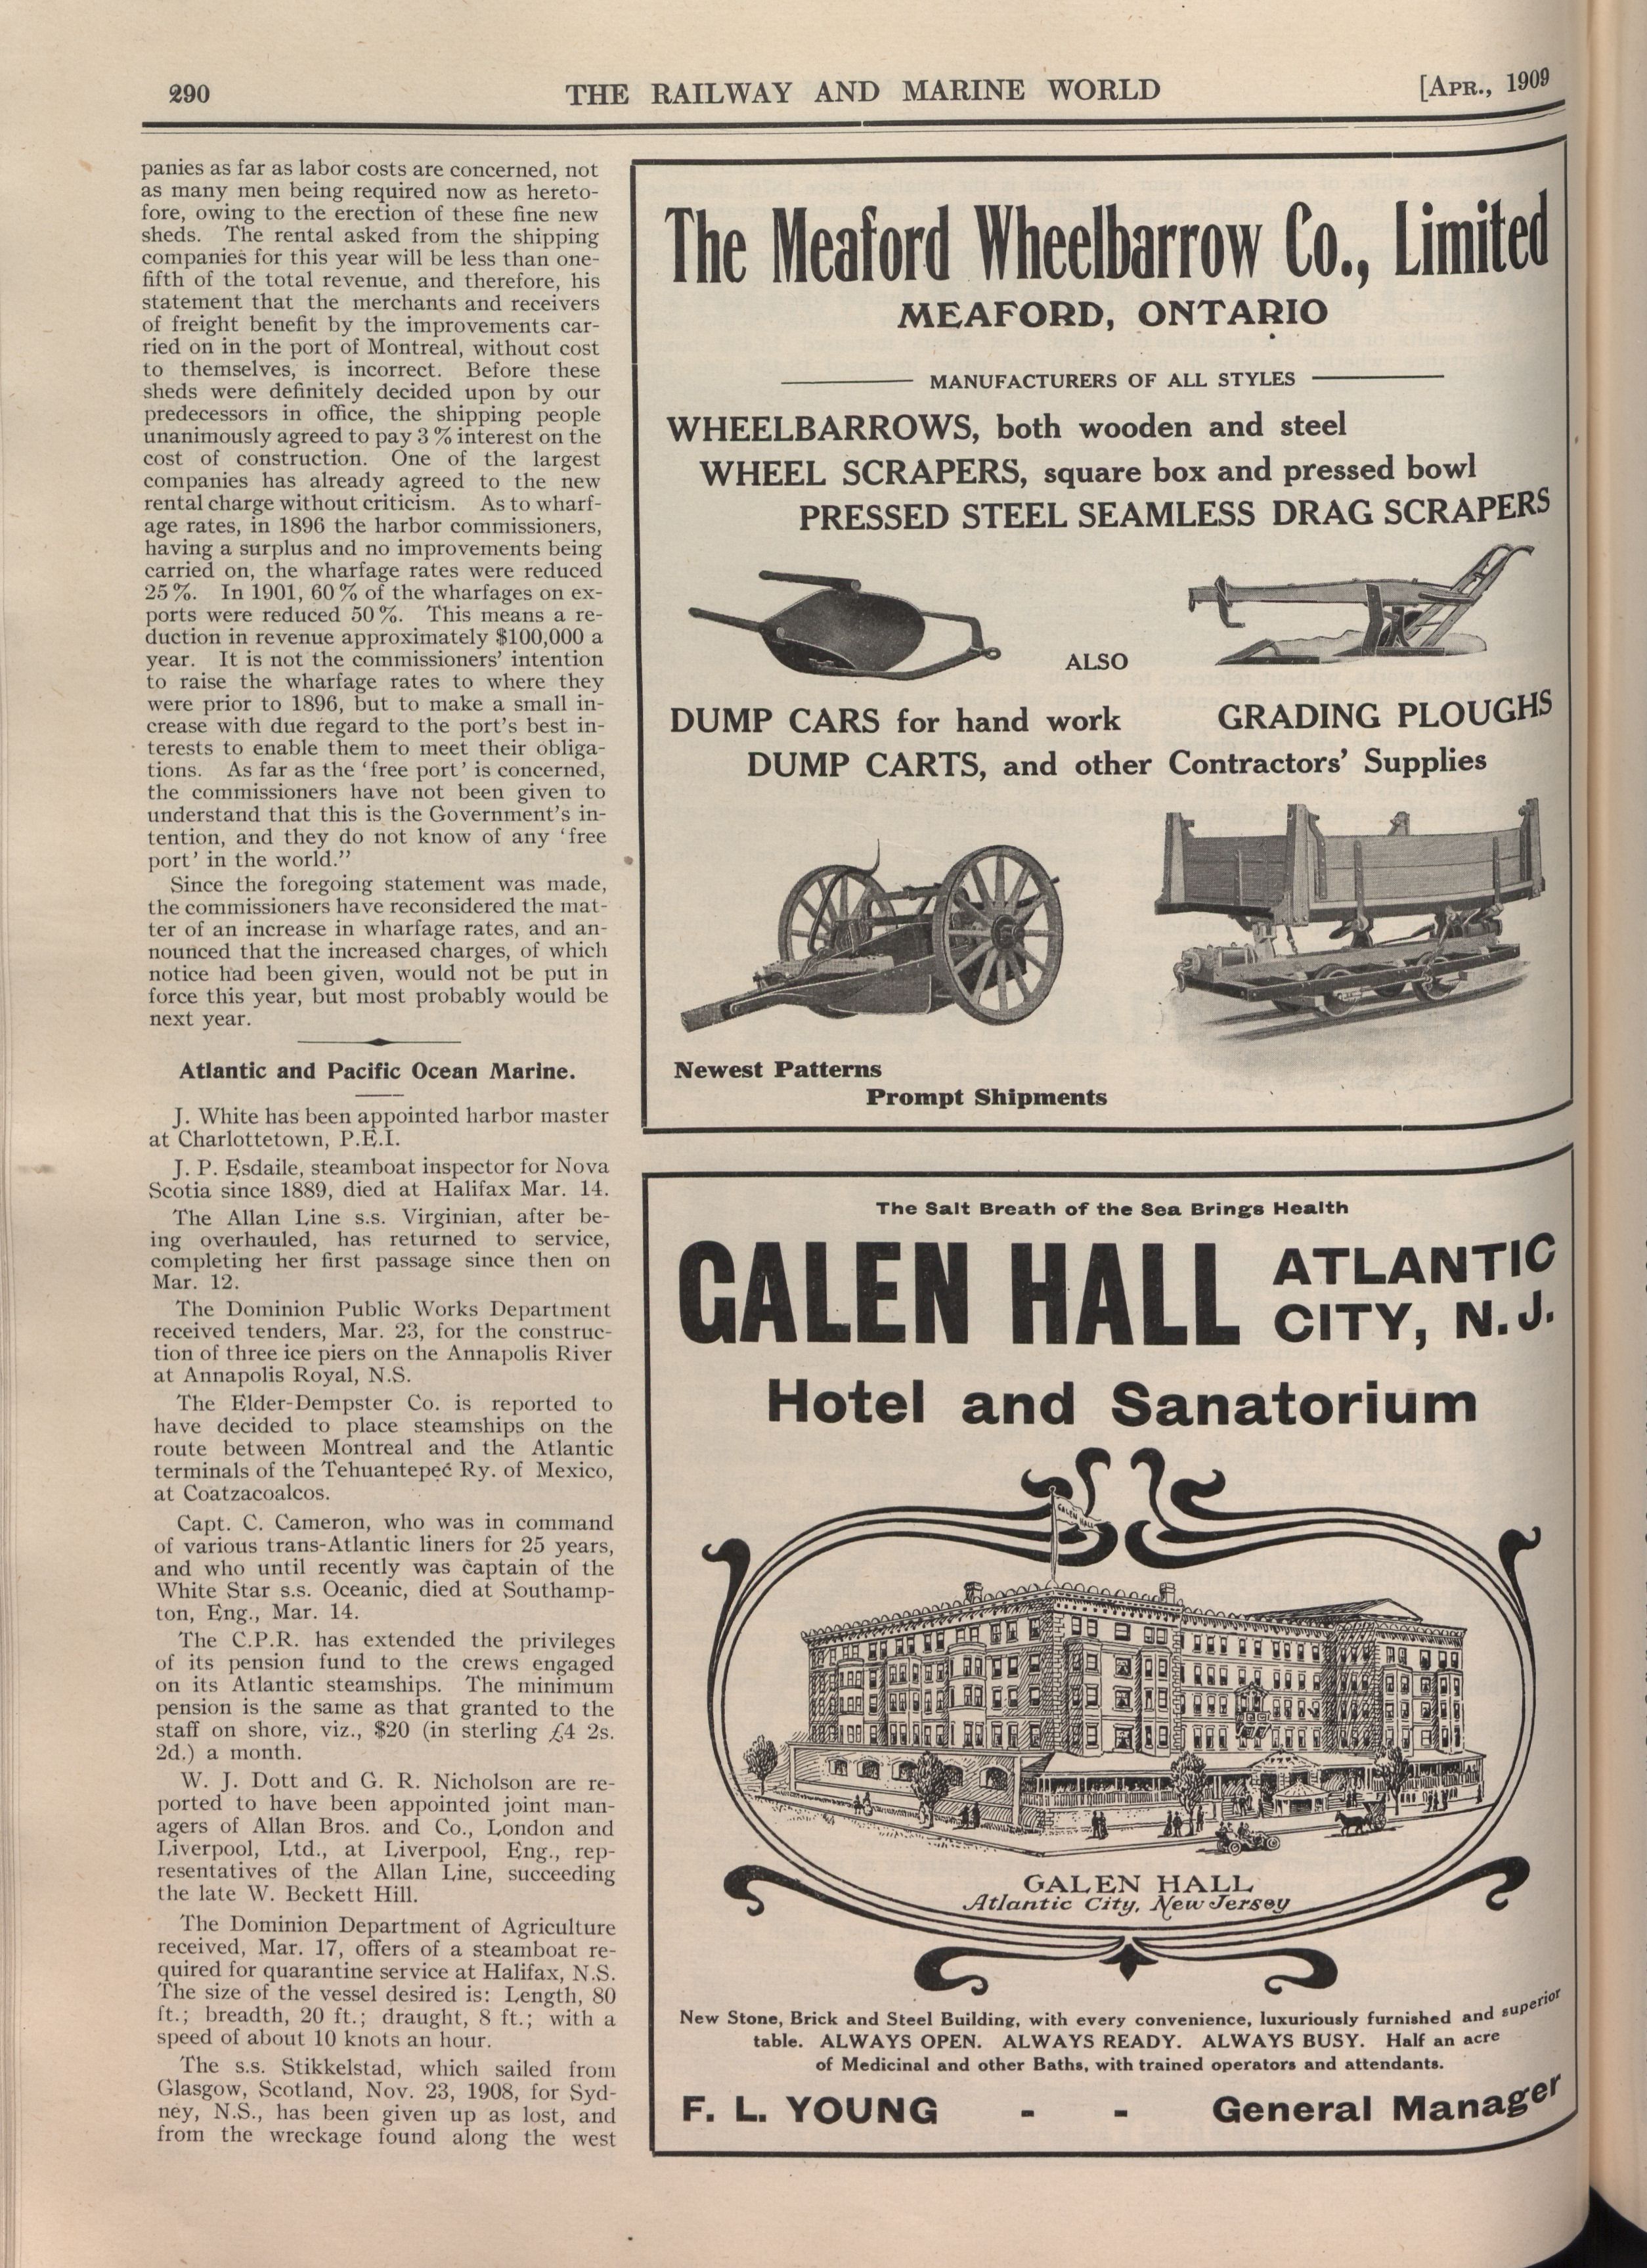 290
THE RAILWAY AND MARINE WORLD
[APR., 1909
panies as far as labor costs are concerned, not
as many men being required now as hereto-
fore, owing to the erection of these fine new
sheds. The rental asked from the shipping
companies for this year will be less than one-
fifth of the total revenue, and therefore, his
statement that the merchants and receivers
of freight benefit by the improvements car-
ried on in the port of Montreal, without cost
to themselves, is incorrect. Before these
sheds were definitely decided upon by our
predecessors in office, the shipping people
unanimously agreed to pay 3% interest on the
cost of construction. One of the largest
companies has already agreed to the new
rental charge without criticism. As to wharf-
age rates, in 1896 the harbor commissioners,
having a surplus and no improvements being
carried on, the wharfage rates were reduced
25%. In 1901, 60% of the wharfages on ex-
ports were reduced 50%. This means a re-
duction in revenue approximately $100,000 a
year. It is not the commissioners' intention
to raise the wharfage rates to where they
were prior to 1896, but to make a small in-
crease with due regard to the port's best in-
terests to enable them to meet their obliga-
tions. As far as the 'free port' is concerned,
the commissioners have not been given to
understand that this is the Government's in-
tention, and they do not know of any 'free
port' in the world."
Since the foregoing statement was made,
the commissioners have reconsidered the mat-
ter of an increase in wharfage rates, and an-
nounced that the increased charges, of which
notice had been given, would not be put in
force this year, but most probably would be
next year.
Atlantic and Pacific Ocean Marine.
J. White has been appointed harbor master
at Charlottetown, P.E.I.
J. P. Esdaile, steamboat inspector for Nova
Scotia since 1889, died at Halifax Mar. 14.
The Allan Line s.s. Virginian, after be-
ing overhauled, has returned to service,
completing her first passage since then on
Mar. 12.
The Dominion Public Works Department
received tenders, Mar. 23, for the construc-
tion of three ice piers on the Annapolis River
at Annapolis Royal, N.S.
The Elder-Dempster Co. is reported to
have decided to place steamships on the
route between Montreal and the Atlantic
terminals of the Tehuantepec Ry. of Mexico,
at Coatzacoalcos.
Capt. C. Cameron, who was in command
of various trans-Atlantic liners for 25 years,
and who until recently was captain of the
White Star s.s. Oceanic, died at Southamp-
ton, Eng., Mar. 14.
The C.P.R. has extended the privileges
of its pension fund to the crews engaged
on its Atlantic steamships. The minimum
pension is the same as that granted to the
staff on shore, viz., $20 (in sterling £4 2s.
2d.) a month.
W. J. Dott and G. R. Nicholson are re-
ported to have been appointed joint man-
agers of Allan Bros. and Co., London and
Liverpool, Ltd., at Liverpool, Eng., rep-
resentatives of the Allan Line, succeeding
the late W. Beckett Hill.
The Dominion Department of Agriculture
received, Mar. 17, offers of a steamboat re-
quired for quarantine service at Halifax, N.S.
The size of the vessel desired is: Length, 80
ft.; breadth, 20 ft.; draught, 8 ft.; with a
speed of about 10 knots an hour.
The s.s. Stikkelstad, which sailed from
Glasgow, Scotland, Nov. 23, 1908, for Syd-
ney, N.S., has been given up as lost, and
from the wreckage found along the west
The Meaford Wheelbarrow Co., Limited
MEAFORD, ONTARIO
MANUFACTURERS OF ALL STYLES
WHEELBARROWS, both wooden and steel
WHEEL SCRAPERS, square box and pressed bowl
PRESSED STEEL SEAMLESS DRAG SCRAPERS
ALSO
DUMP CARS for hand work GRADING PLOUGHS
DUMP CARTS, and other Contractors' Supplies
Newest Patterns
Prompt Shipments
The Salt Breath of the Sea Brings Health
GALEN HALL ATLANTIC
CITY, N.J.
Hotel and Sanatorium
GALEN HALL
GALEN HALL
Atlantic City, New Jersey
New Stone, Brick and Steel Building, with every convenience, luxuriously furnished and superior
table. ALWAYS OPEN. ALWAYS READY. ALWAYS BUSY. Half an acre
of Medicinal and other Baths, with trained operators and attendants.
F. L. YOUNG - - General Manager